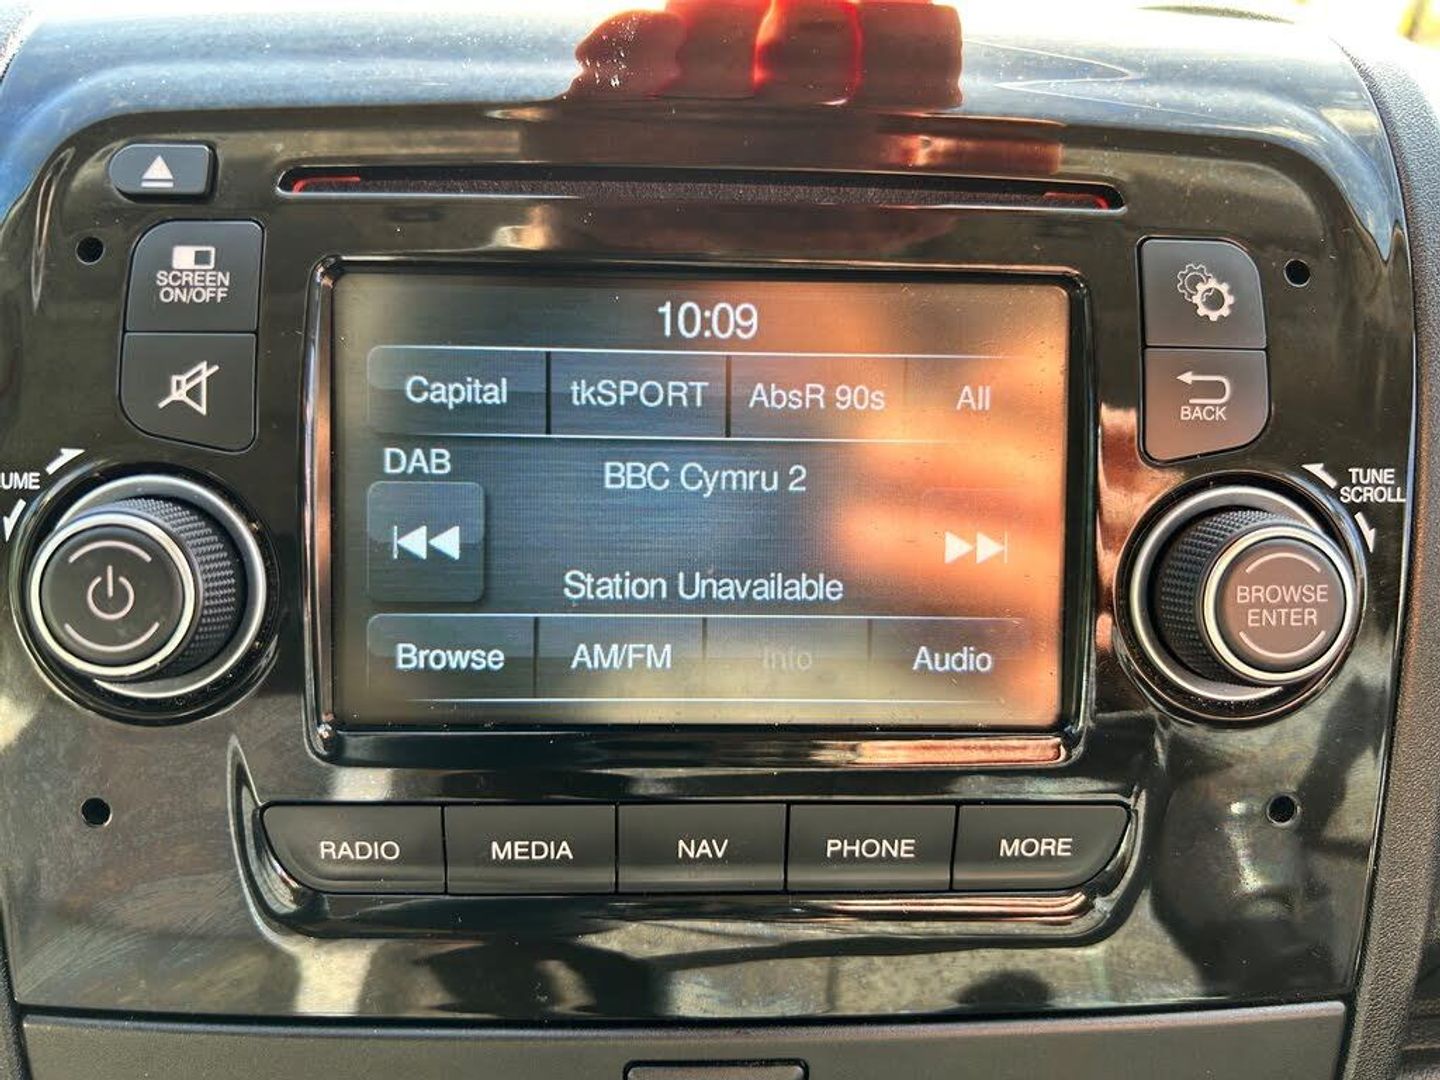 SCREEN
ON/OFF
UME
10:09
Capital
tkSPORT
AbsR 90s
All
DAB
BBC Cymru 2
Station Unavailable
Browse
AM/FM
Info
Audio
BACK
TUNE
SCROLL
BROWSE
ENTER
RADIO
MEDIA
NAV
PHONE
MORE